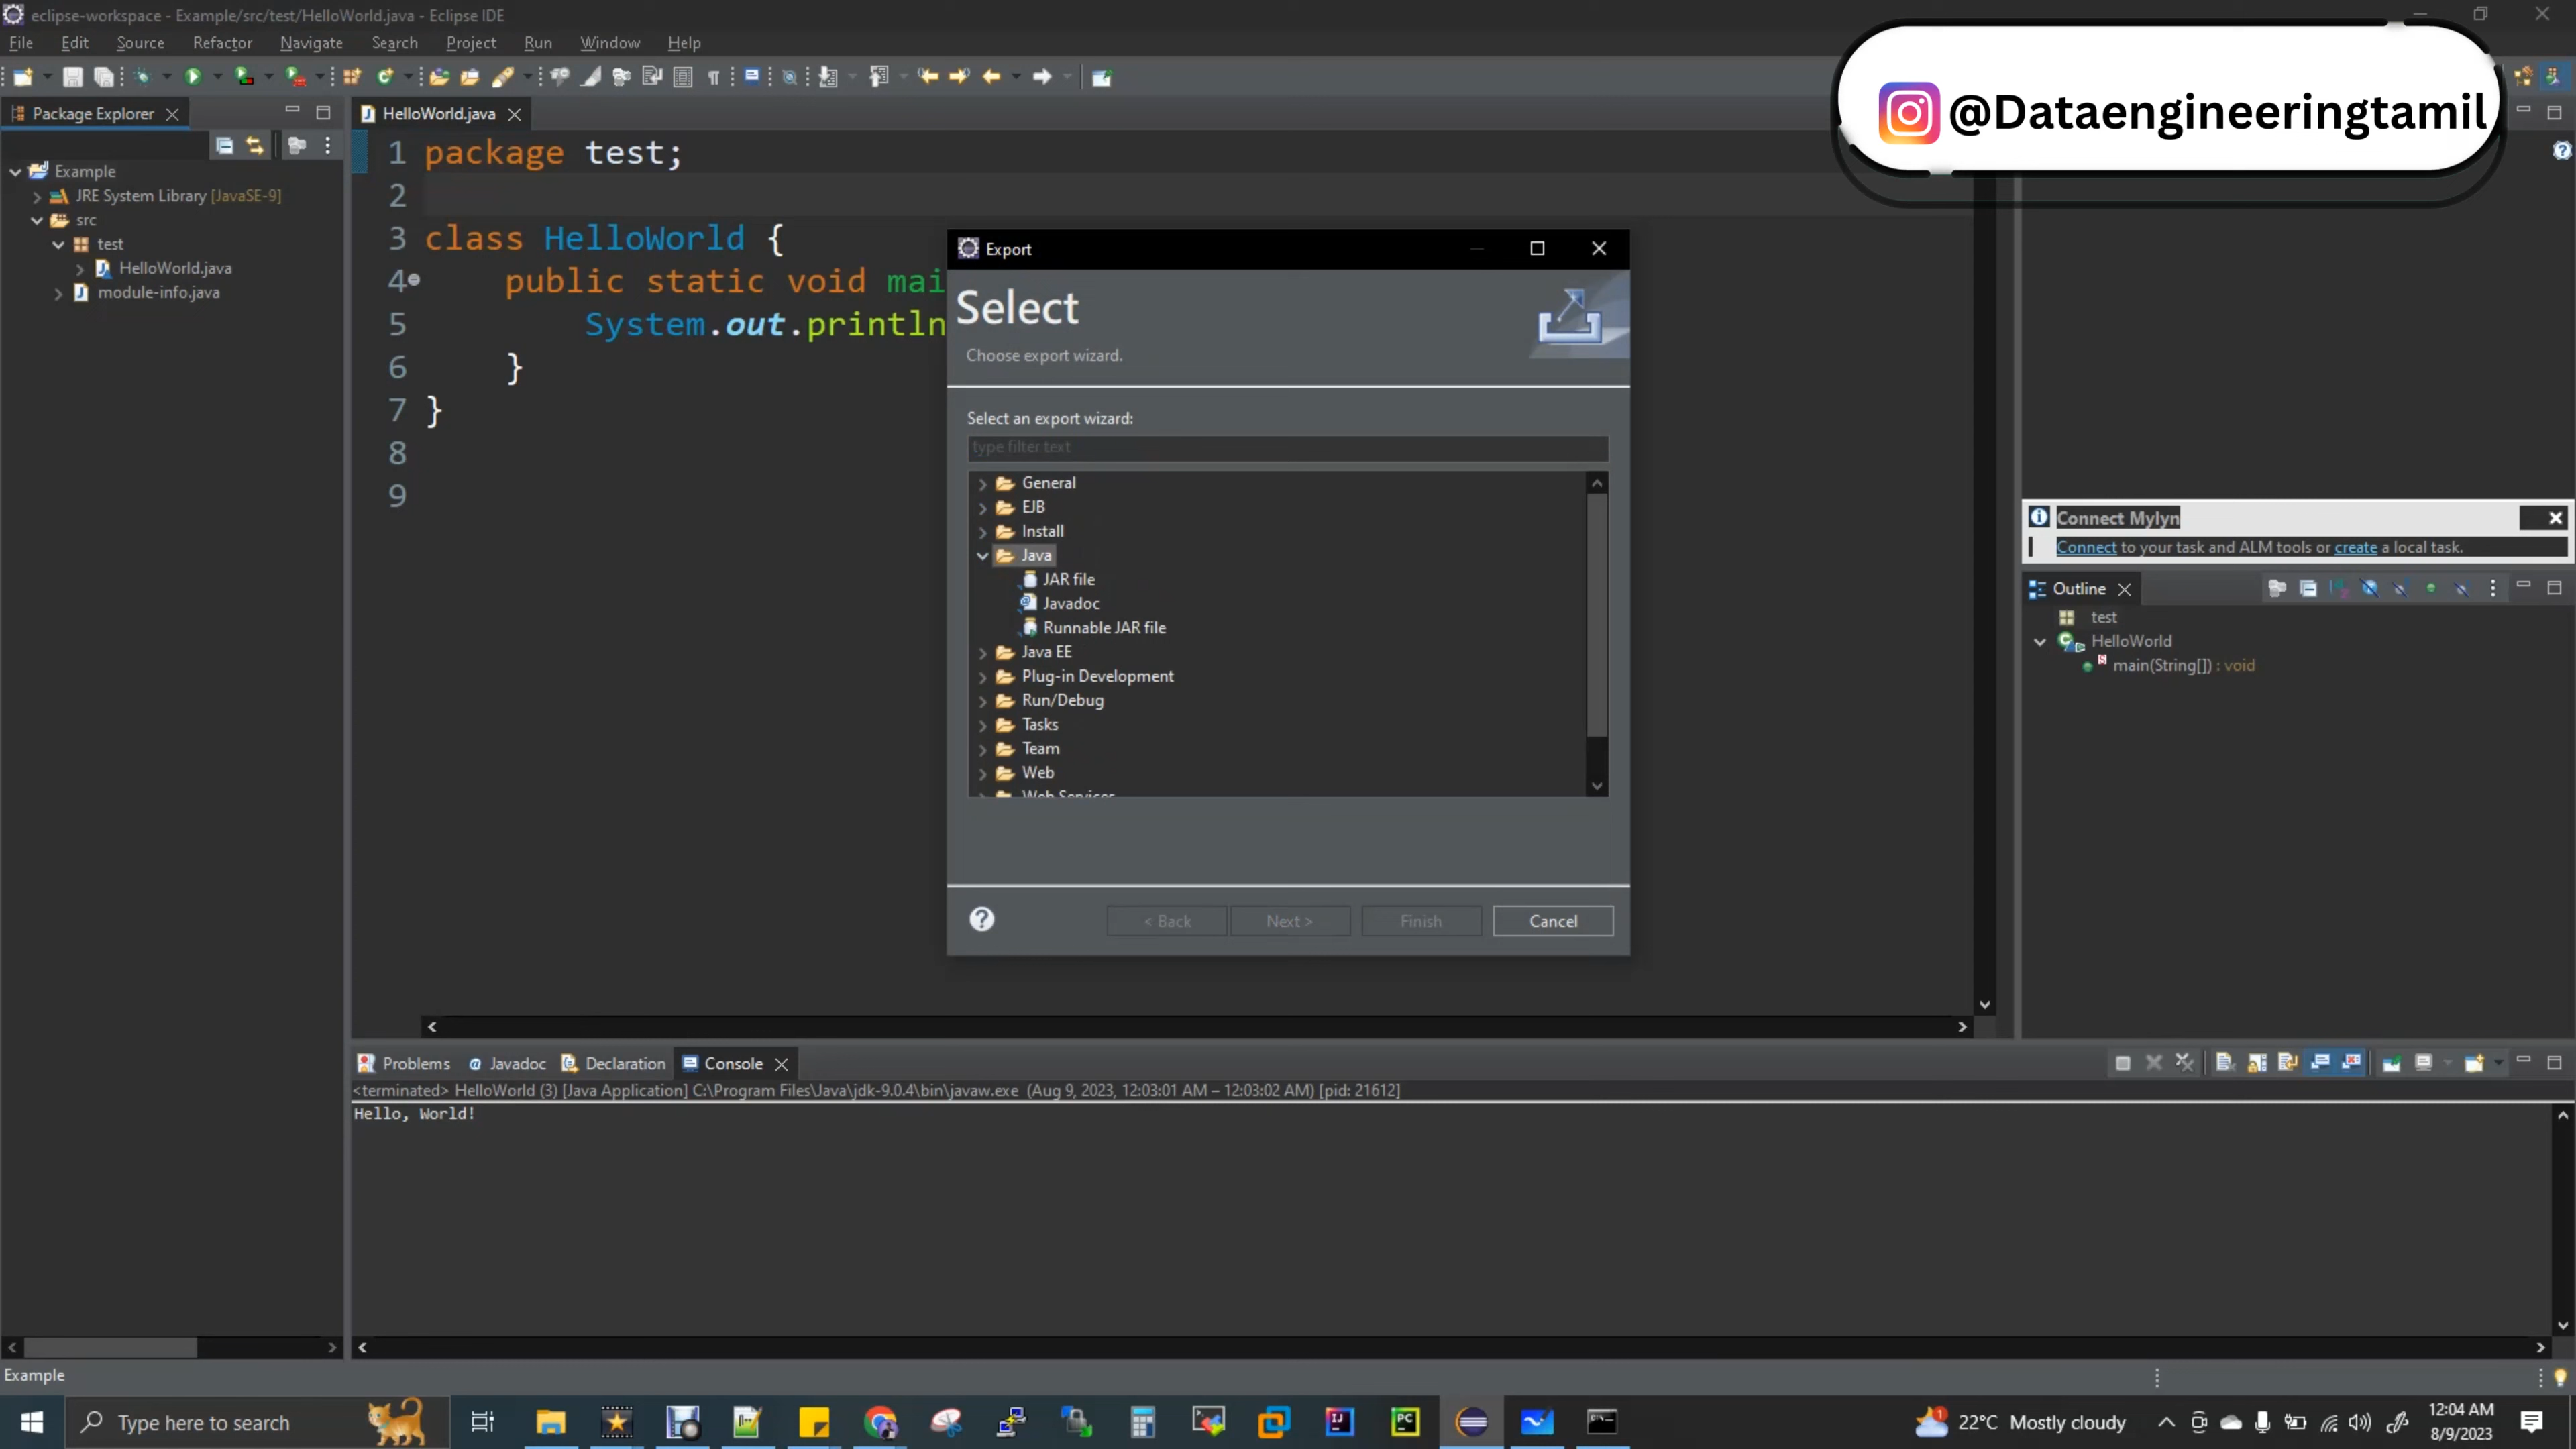 eclipse-workspace - Example/src/test/HelloWorld.java - Eclipse IDE
File Edit Source Refactor Navigate Search Project Run Window Help
@Dataengineeringtamil
Package Explorer
HelloWorld.java
Example
JRE System Library [JavaSE-9]
src
test
HelloWorld.java
module-info.java
1 package test;
2
3 class HelloWorld {
4 public static void mai
5 System.out.println
6 }
7 }
8
9
Export
Select
Choose export wizard.
Select an export wizard:
type filter text
General
EJB
Install
Java
JAR file
Javadoc
Runnable JAR file
Java EE
Plug-in Development
Run/Debug
Tasks
Team
Web
Web Services
< Back Next > Finish Cancel
Connect Mylyn
Connect to your task and ALM tools or create a local task.
Outline
test
HelloWorld
main(String[]) : void
Problems Javadoc Declaration Console
<terminated> HelloWorld (3) [Java Application] C:\Program Files\Java\jdk-9.0.4\bin\javaw.exe (Aug 9, 2023, 12:03:01 AM – 12:03:02 AM) [pid: 21612]
Hello, World!
Example
Type here to search
22°C Mostly cloudy
12:04 AM
8/9/2023